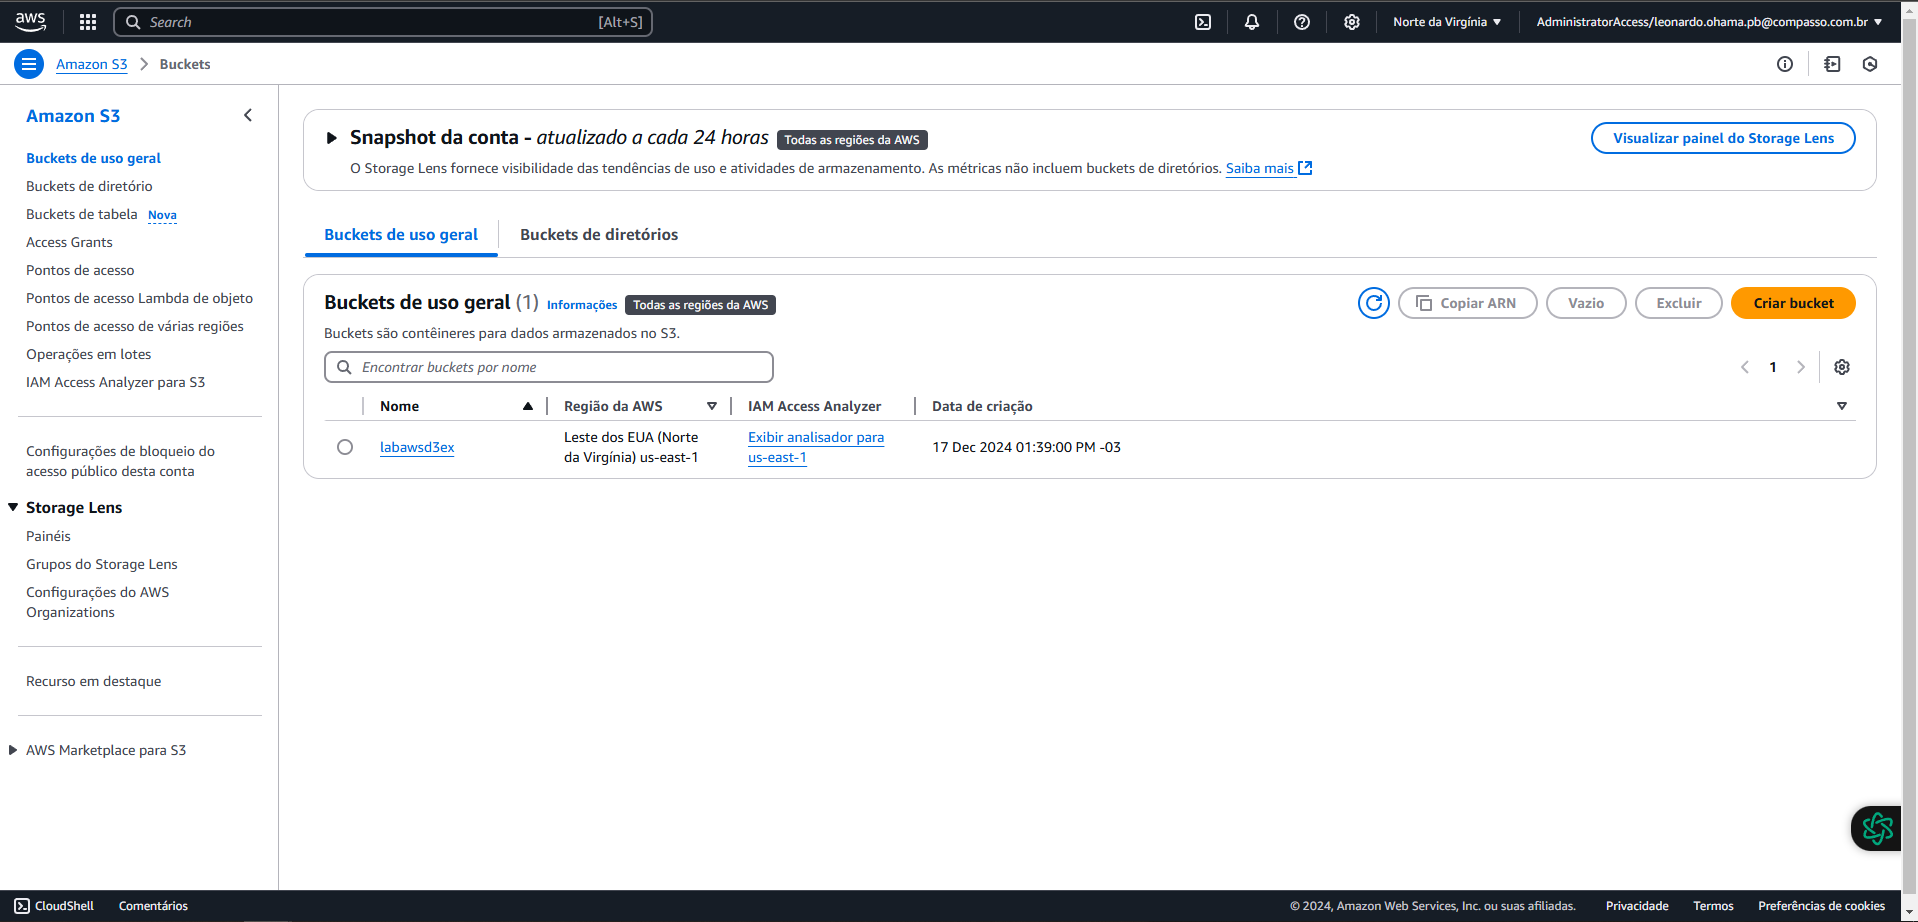 aws
Search [Alt+S]
Norte da Virgínia
AdministratorAccess/leonardo.ohama.pb@compasso.com.br
Amazon S3 Buckets
Amazon S3
Buckets de uso geral
Buckets de diretório
Buckets de tabela Nova
Access Grants
Pontos de acesso
Pontos de acesso Lambda de objeto
Pontos de acesso de várias regiões
Operações em lotes
IAM Access Analyzer para S3
Configurações de bloqueio do
acesso público desta conta
Storage Lens
Painéis
Grupos do Storage Lens
Configurações do AWS
Organizations
Recurso em destaque
AWS Marketplace para S3
Snapshot da conta - atualizado a cada 24 horas Todas as regiões da AWS
Visualizar painel do Storage Lens
O Storage Lens fornece visibilidade das tendências de uso e atividades de armazenamento. As métricas não incluem buckets de diretórios. Saiba mais
Buckets de uso geral
Buckets de diretórios
Buckets de uso geral (1) Informações Todas as regiões da AWS
Copiar ARN
Vazio
Excluir
Criar bucket
Buckets são contêineres para dados armazenados no S3.
Encontrar buckets por nome
1
Nome
Região da AWS
IAM Access Analyzer
Data de criação
labawsd3ex
Leste dos EUA (Norte
da Virgínia) us-east-1
Exibir analisador para
us-east-1
17 Dec 2024 01:39:00 PM -03
CloudShell
Comentários
© 2024, Amazon Web Services, Inc. ou suas afiliadas.
Privacidade
Termos
Preferências de cookies